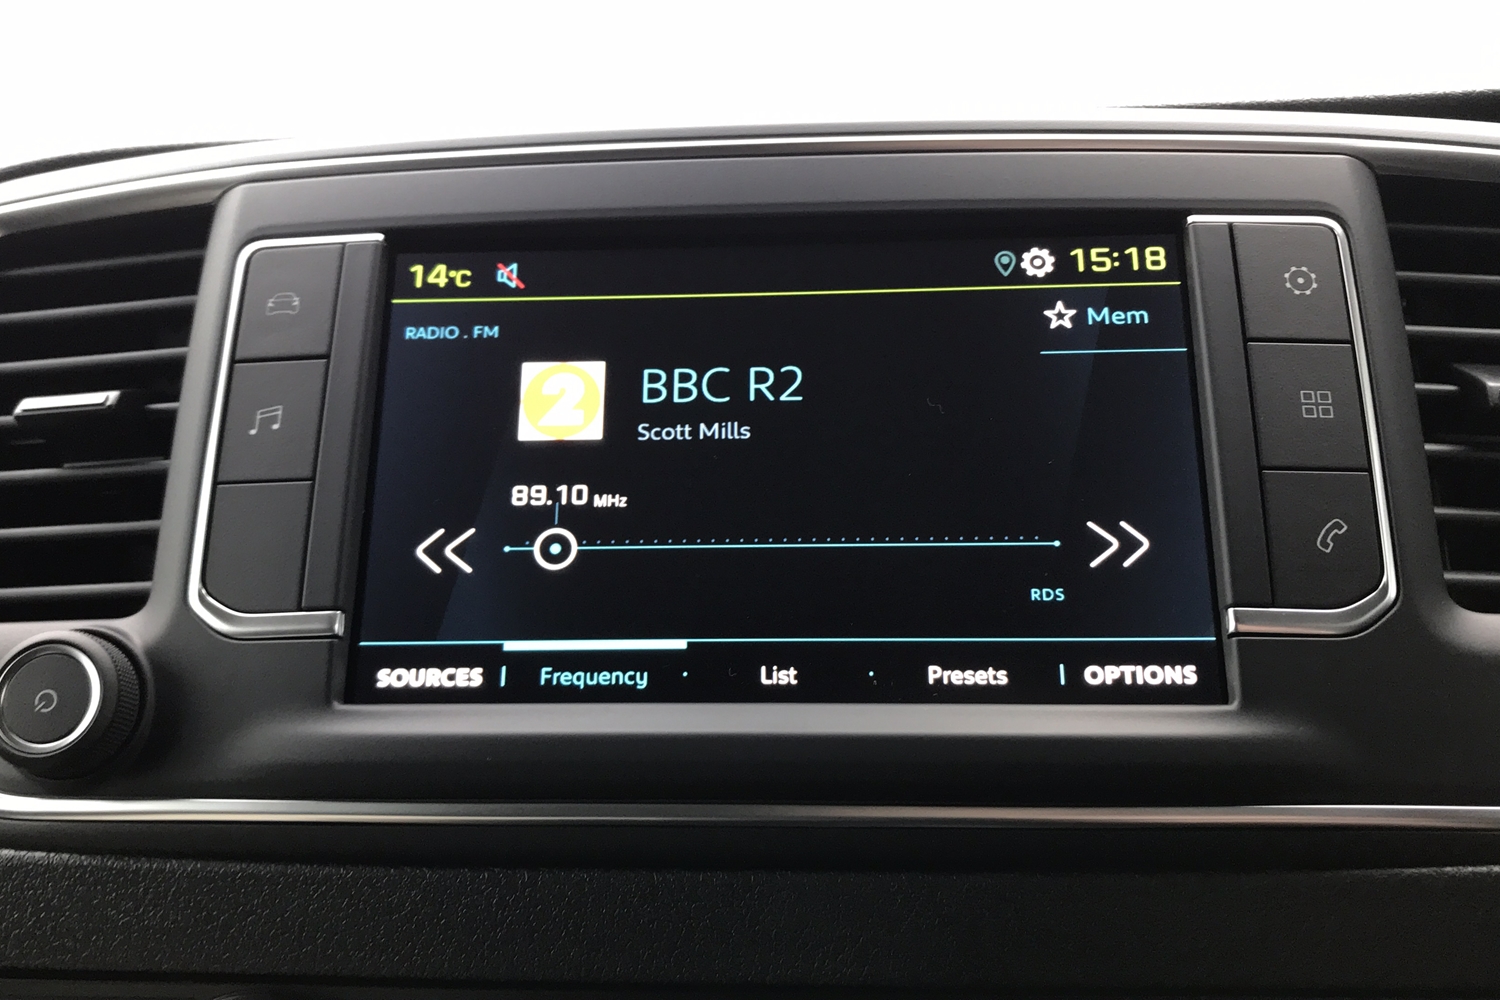 14°C 15:18
RADIO . FM
Mem
2
BBC R2
Scott Mills
89.10 MHz
RDS
SOURCES Frequency List Presets OPTIONS